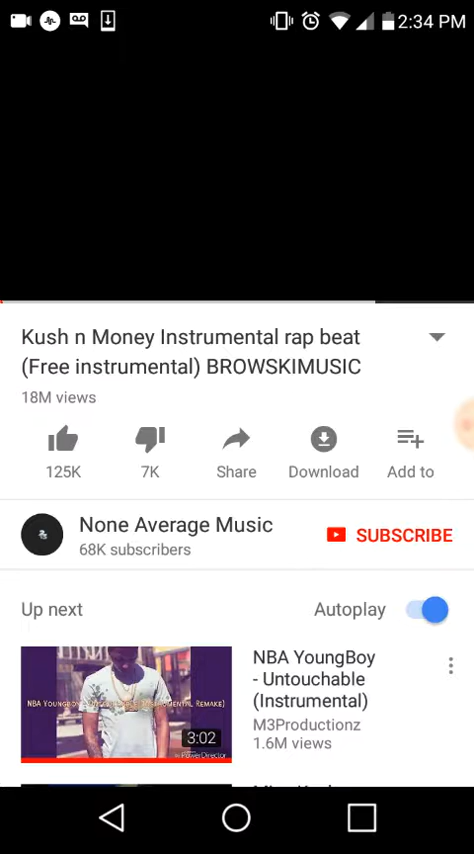 2:34 PM
Kush n Money Instrumental rap beat
(Free instrumental) BROWSKIMUSIC
18M views
125K
7K
Share
Download
Add to
None Average Music
68K subscribers
SUBSCRIBE
Up next
Autoplay
NBA YoungBoy
- Untouchable
(Instrumental)
M3Productionz
1.6M views
3:02
PowerDirector